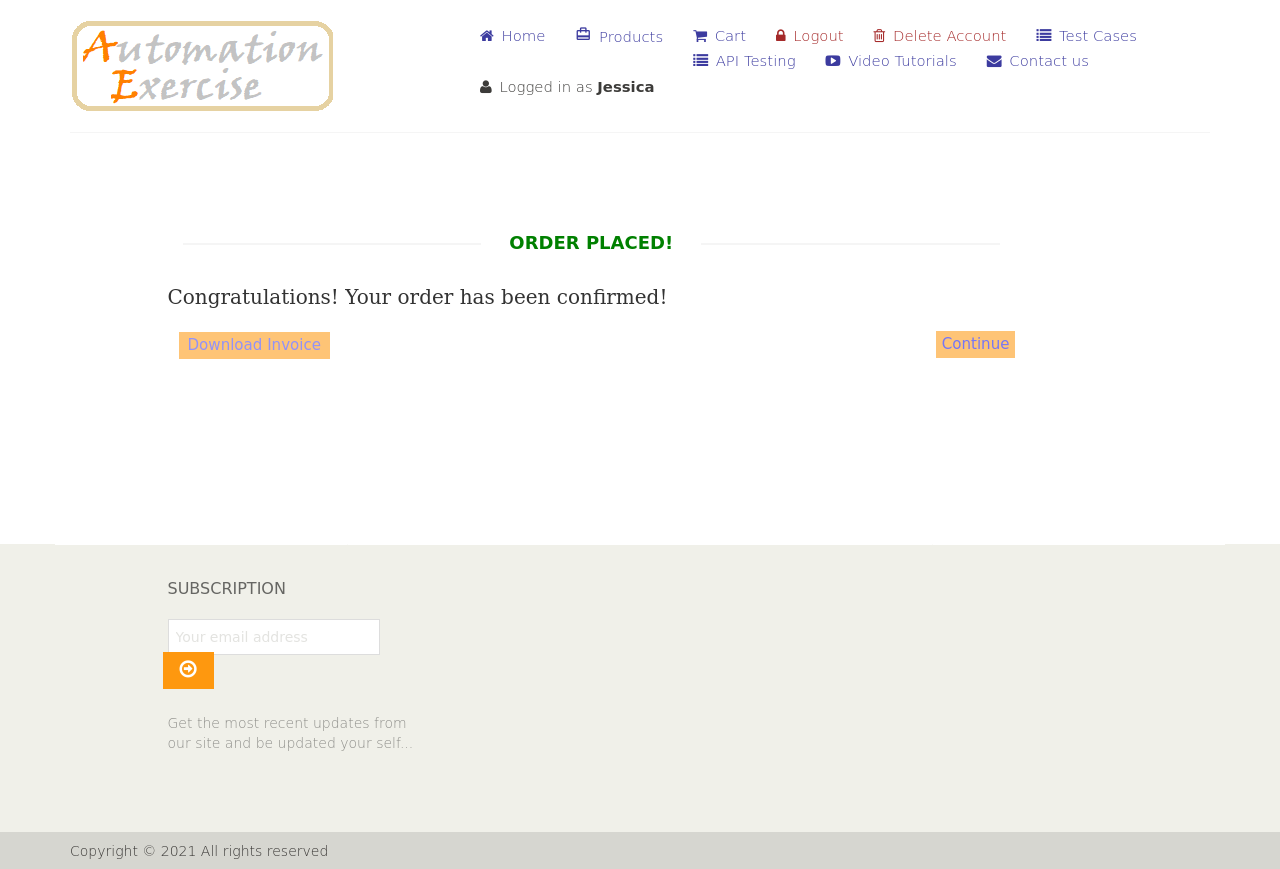 Automation
Exercise
Home
Products
Cart
Logout
Delete Account
Test Cases
API Testing
Video Tutorials
Contact us
Logged in as Jessica
ORDER PLACED!
Congratulations! Your order has been confirmed!
Download Invoice
Continue
SUBSCRIPTION
Your email address
Get the most recent updates from
our site and be updated your self...
Copyright © 2021 All rights reserved